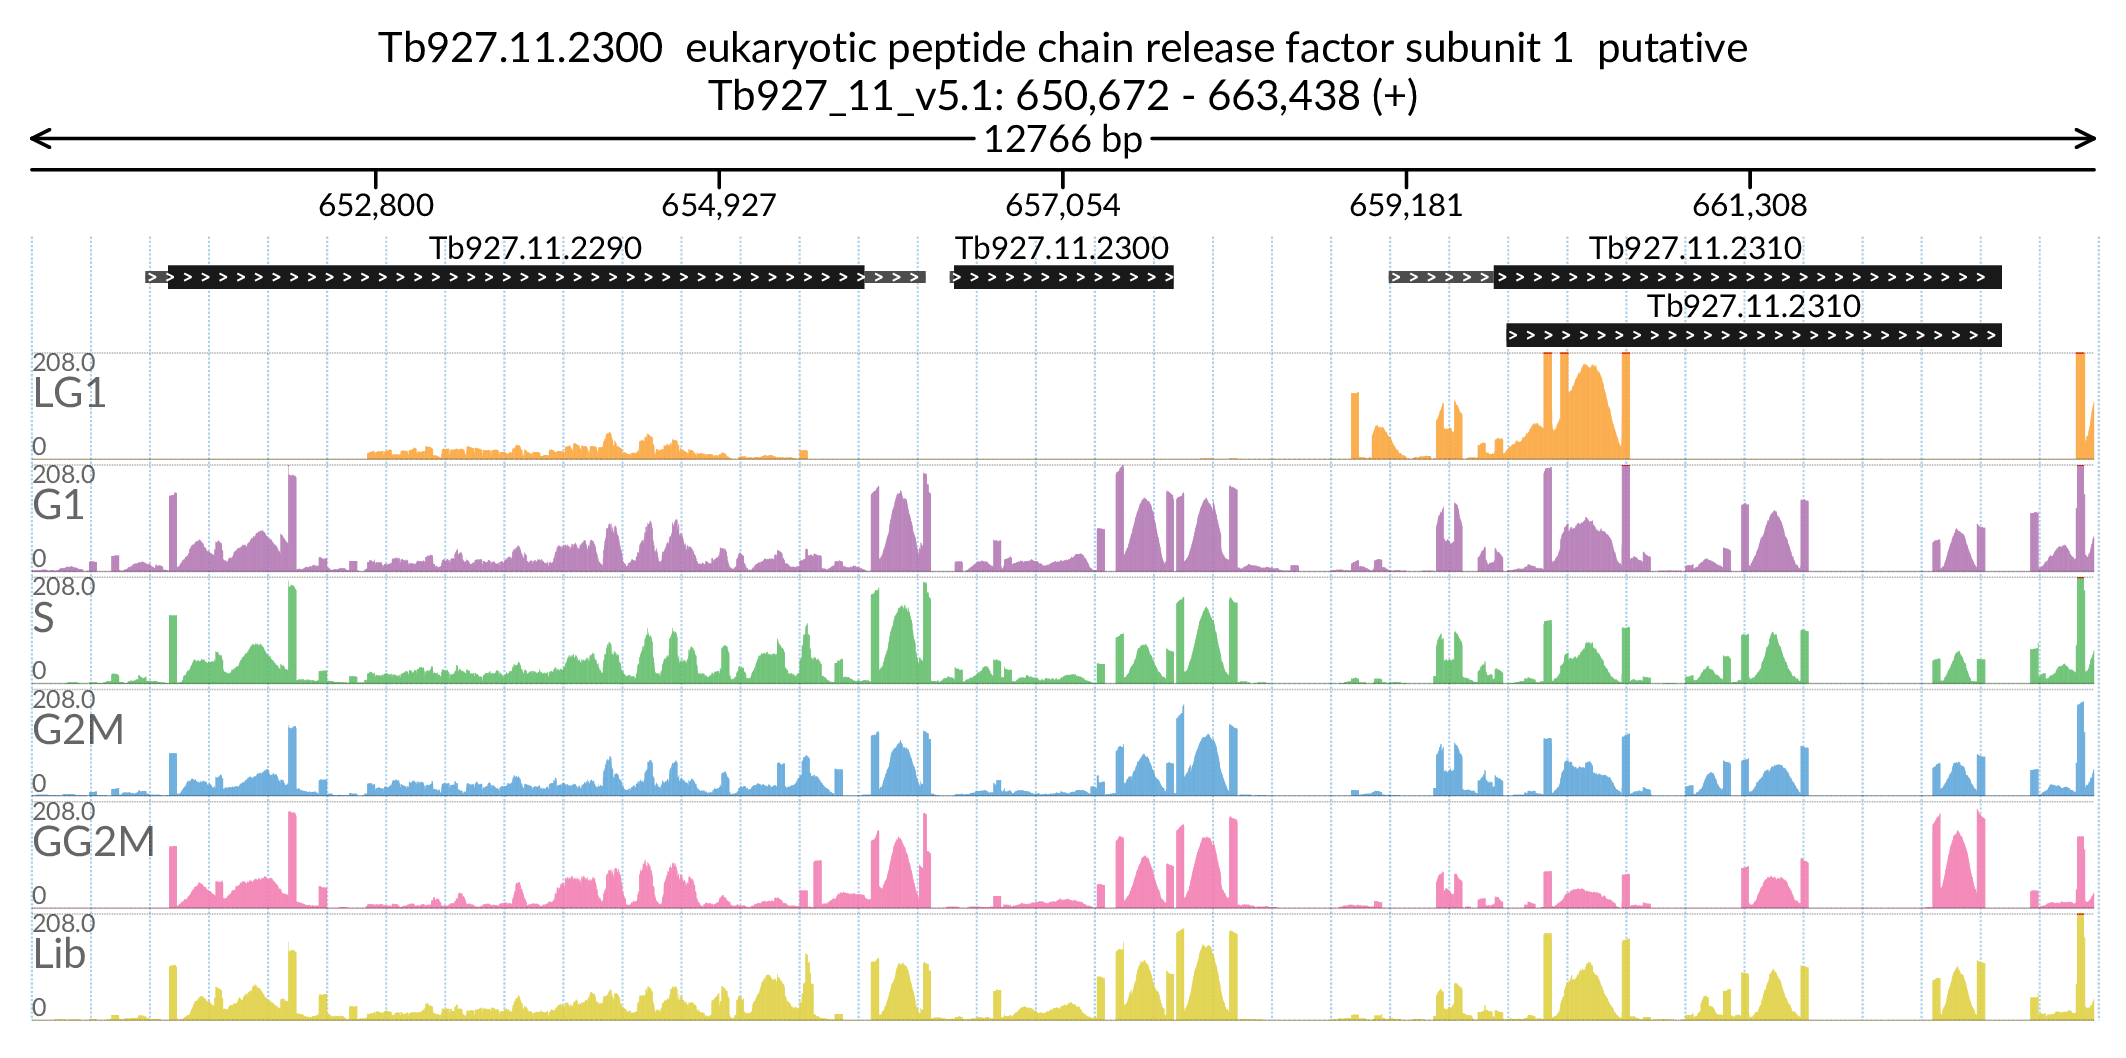 Tb927.11.2300  eukaryotic peptide chain release factor subunit 1  putative
Tb927_11_v5.1: 650,672 - 663,438 (+)
12766 bp
652,800 654,927 657,054 659,181 661,308
Tb927.11.2290 Tb927.11.2300 Tb927.11.2310
Tb927.11.2310
208.0
LG1
0
208.0
G1
0
208.0
S
0
208.0
G2M
0
208.0
GG2M
0
208.0
Lib
0